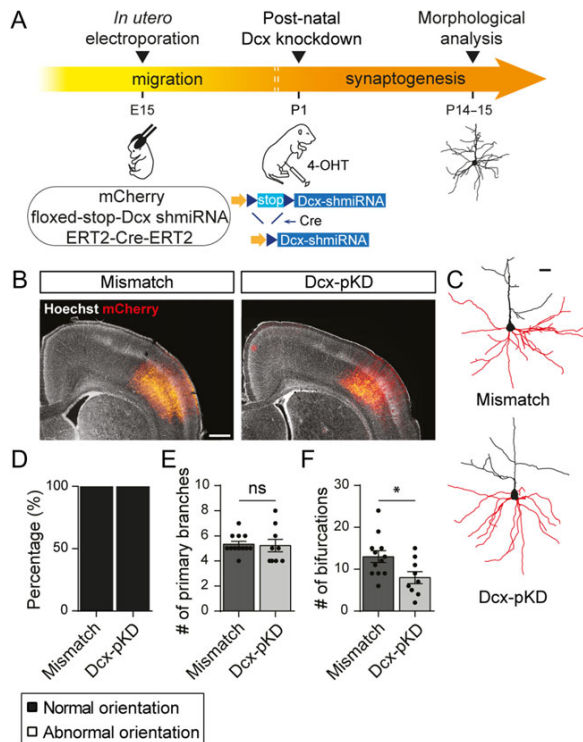 A
In utero
electroporation
Post-natal
Dcx knockdown
Morphological
analysis
migration
synaptogenesis
E15
P1
P14–15
4-OHT
mCherry
floxed-stop-Dcx shmiRNA
ERT2-Cre-ERT2
stop
Dcx-shmiRNA
Cre
Dcx-shmiRNA
B
Mismatch
Dcx-pKD
Hoechst mCherry
C
Mismatch
Dcx-pKD
D
Percentage (%)
100
50
0
Mismatch
Dcx-pKD
E
# of primary branches
10
8
6
4
2
0
ns
Mismatch
Dcx-pKD
F
# of bifurcations
30
20
10
0
*
Mismatch
Dcx-pKD
Normal orientation
Abnormal orientation